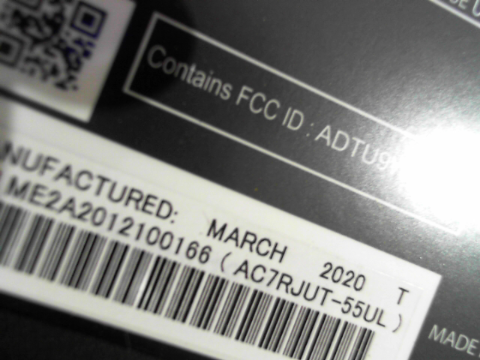 Contains FCC ID : ADTU9
NUFACTURED: MARCH 2020 T
ME2A2012100166 (AC7RJUT-55UL)
MADE